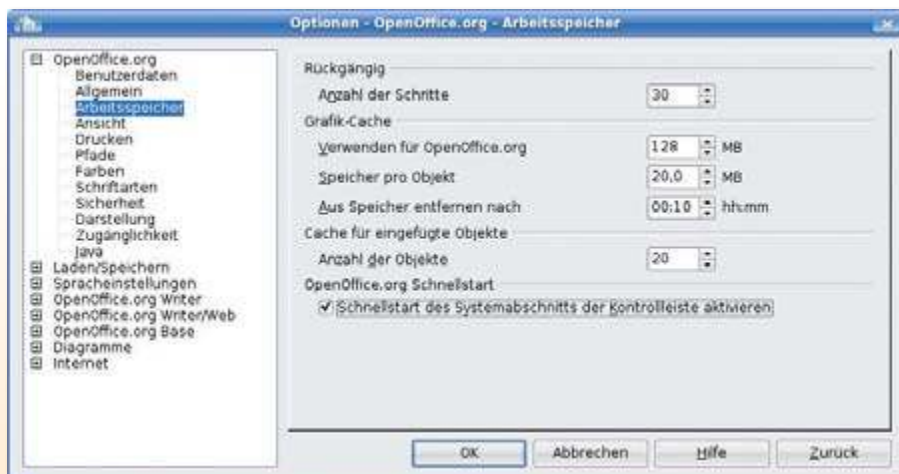 Optionen - OpenOffice.org - Arbeitsspeicher
OpenOffice.org
Benutzerdaten
Allgemein
Arbeitsspeicher
Ansicht
Drucken
Pfade
Farben
Schriftarten
Sicherheit
Darstellung
Zugänglichkeit
Java
Laden/Speichern
Spracheinstellungen
OpenOffice.org Writer
OpenOffice.org Writer/Web
OpenOffice.org Base
Diagramme
Internet
Rückgängig
Anzahl der Schritte 30
Grafik-Cache
Verwenden für OpenOffice.org 128 MB
Speicher pro Objekt 20,0 MB
Aus Speicher entfernen nach 00:10 hh:mm
Cache für eingefügte Objekte
Anzahl der Objekte 20
OpenOffice.org Schnellstart
Schnellstart des Systemabschnitts der Kontrolleiste aktivieren
OK Abbrechen Hilfe Zurück